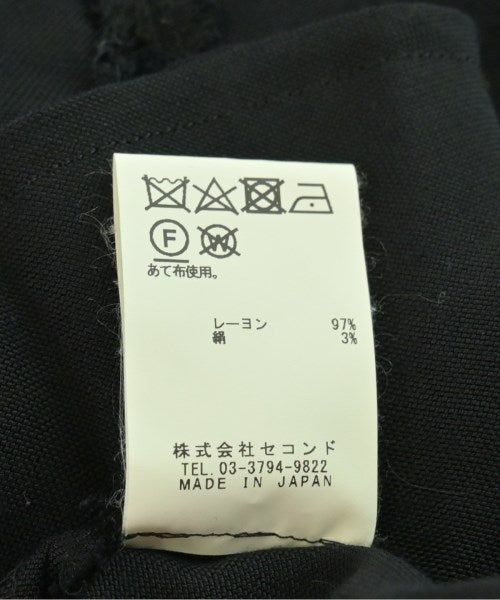 F W
あて布使用。
レーヨン 97%
絹 3%
株式会社セコンド
TEL. 03-3794-9822
MADE IN JAPAN